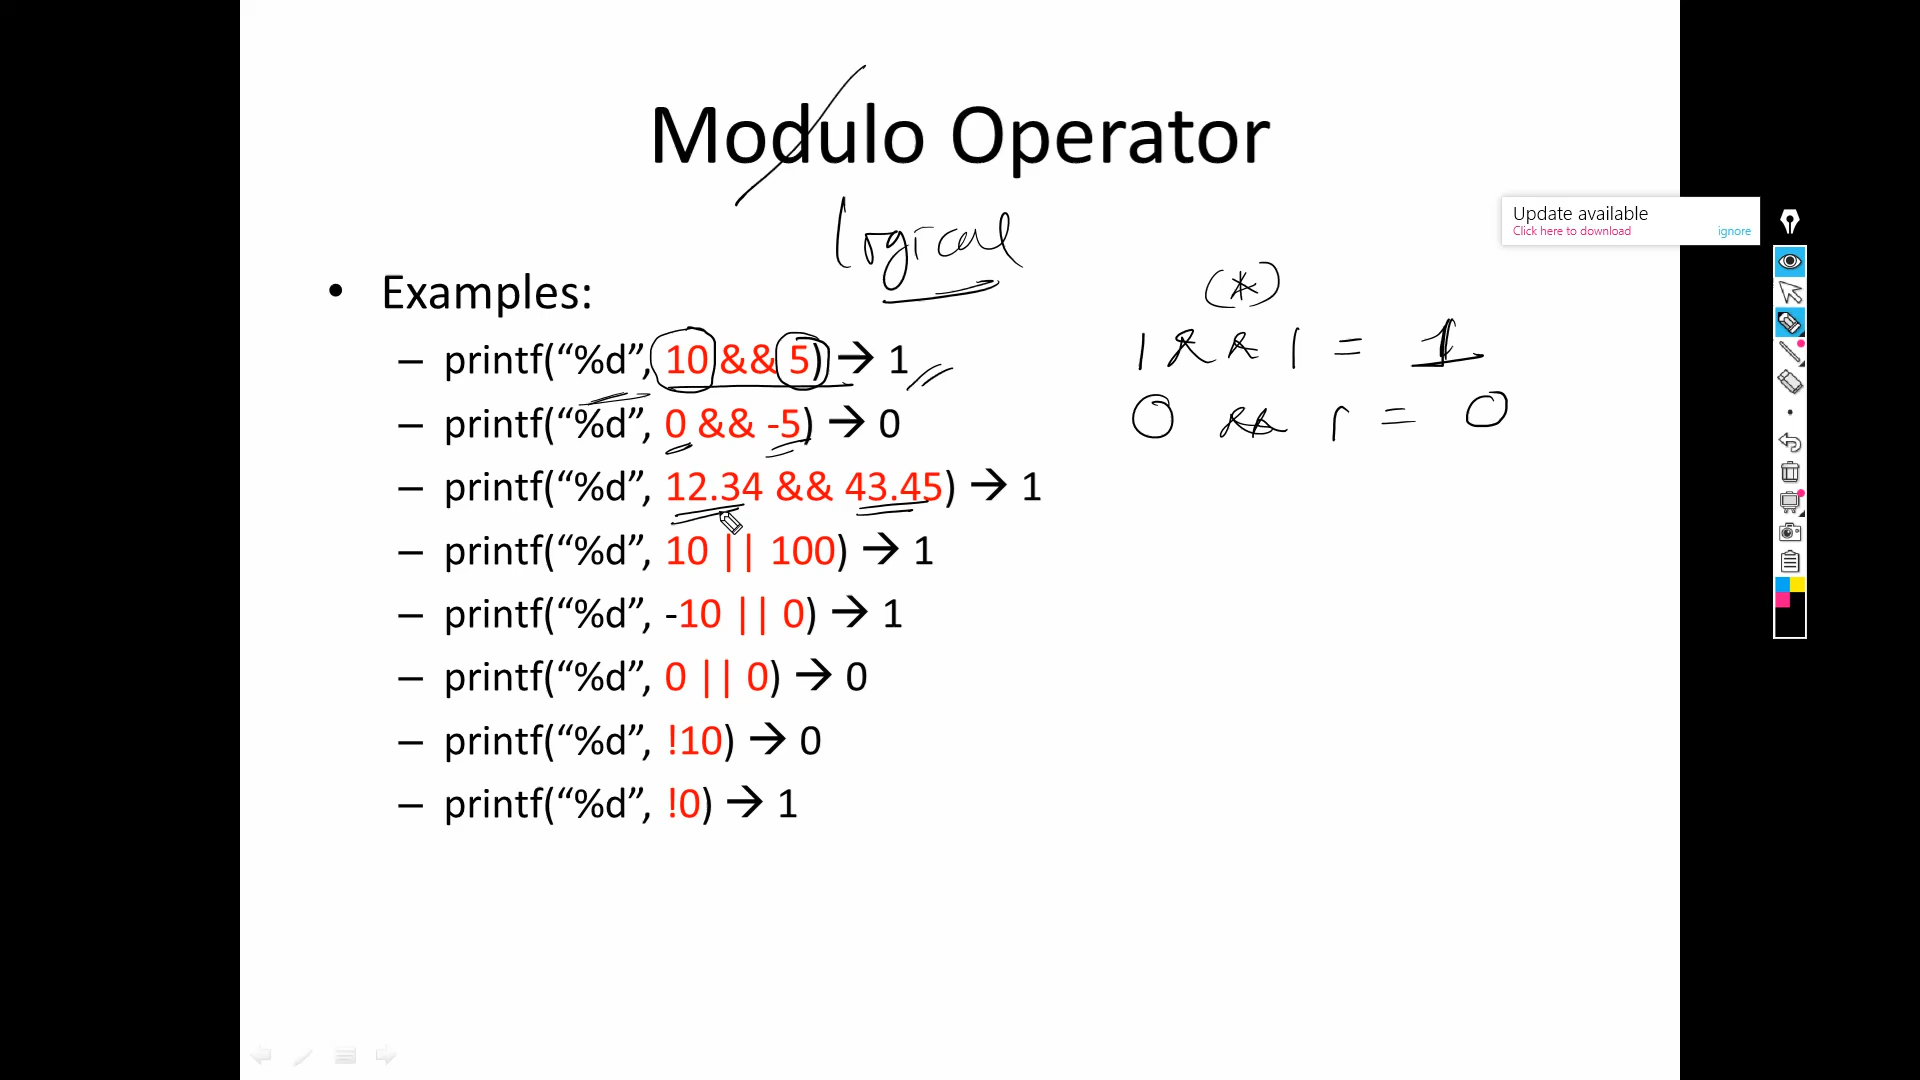 Modulo Operator
logical
Update available
Click here to download ignore
• Examples:
(*)
– printf(“%d”, 10 && 5) → 1
1 && 1 = 1
– printf(“%d”, 0 && -5) → 0
0 && 1 = 0
– printf(“%d”, 12.34 && 43.45) → 1
– printf(“%d”, 10 || 100) → 1
– printf(“%d”, -10 || 0) → 1
– printf(“%d”, 0 || 0) → 0
– printf(“%d”, !10) → 0
– printf(“%d”, !0) → 1